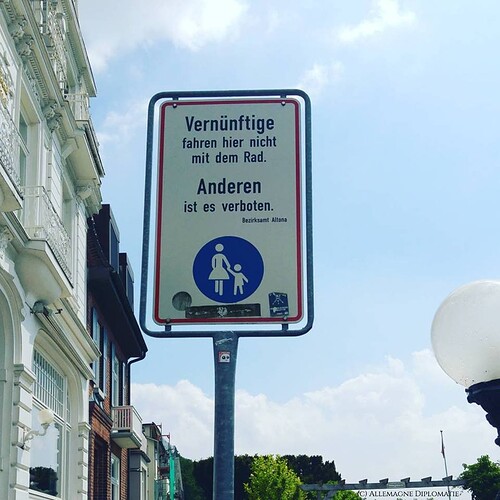 Vernünftige
fahren hier nicht
mit dem Rad.
Anderen
ist es verboten.
Bezirksamt Altona
(C) Allemagne Diplomatie